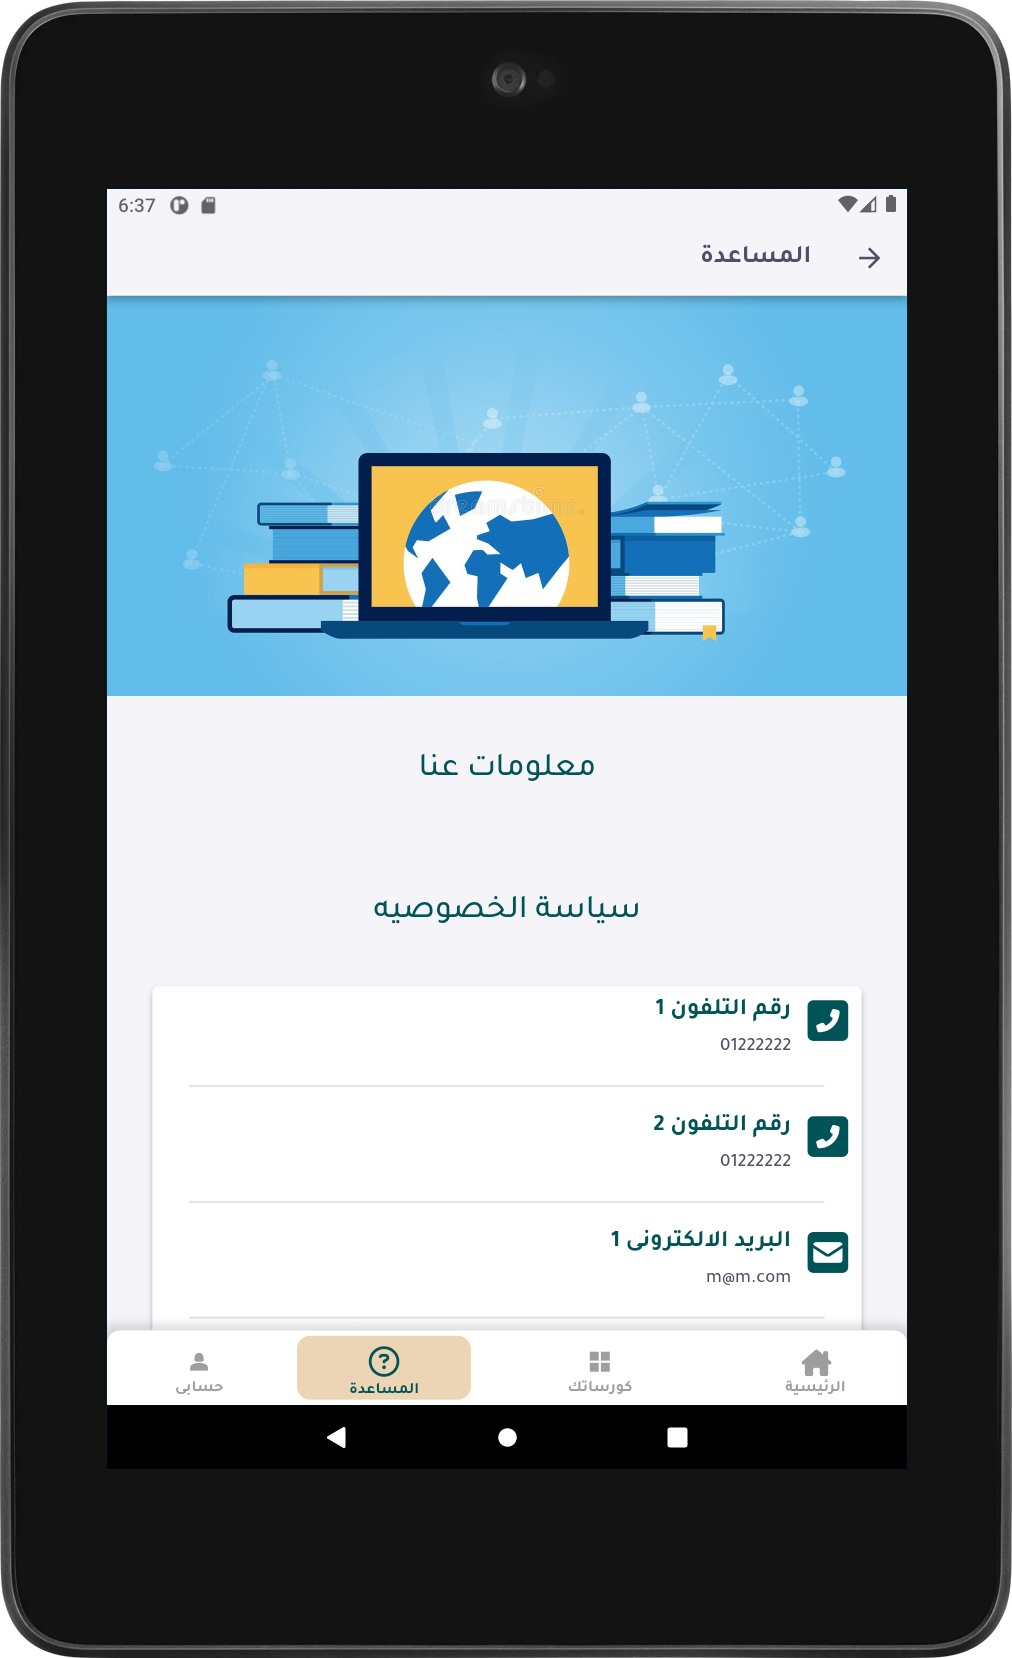 6:37
المساعدة
dreamstime.
معلومات عنا
سياسة الخصوصيه
رقم التلفون 1
01222222
رقم التلفون 2
01222222
البريد الالكترونى 1
m@m.com
الرئيسية
كورساتك
المساعدة
حسابى